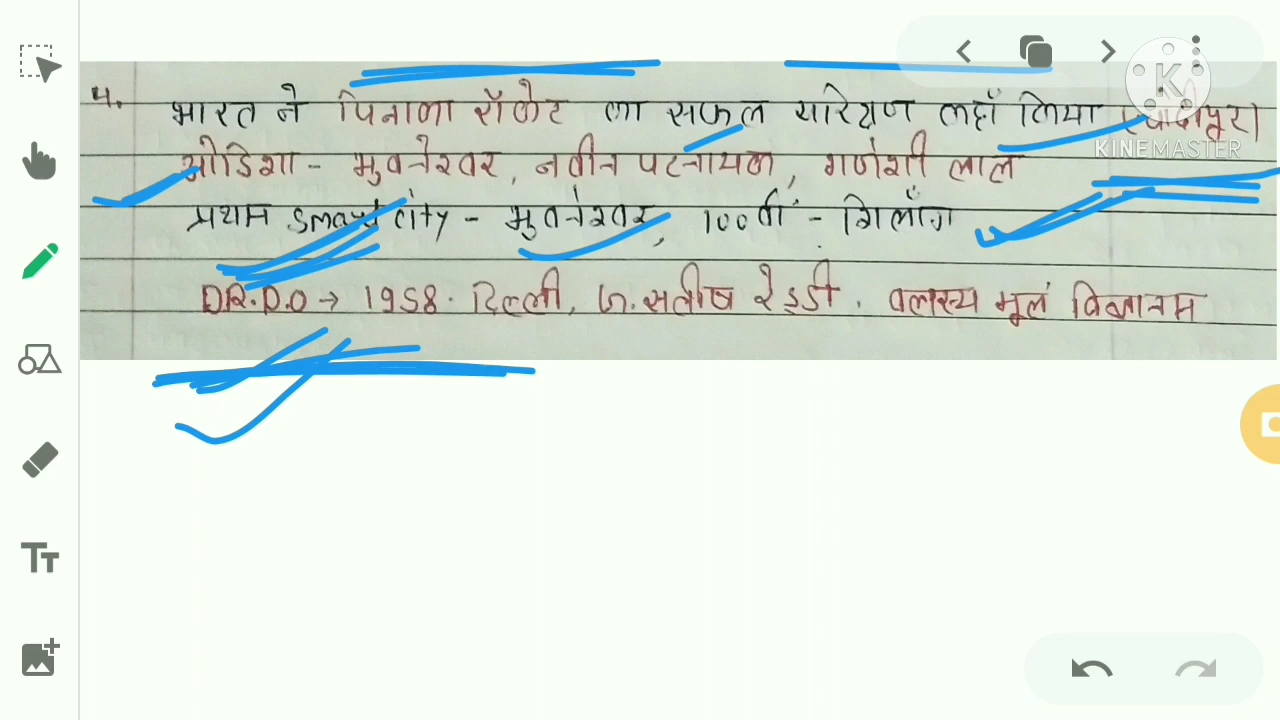 4. भारत ने पिनाका रॉकेट का सफल परिक्षण कहाँ किया
KINEMASTER
ओडिशा - भुवनेश्वर, नवीन पटनायक, गणेशी लाल
प्रथम Smart city - भुवनेश्वर, 100वीं - शिलाँग
D.R.D.O → 1958. दिल्ली, G. सतीष रेड्डी. बलस्य मूलं विज्ञानम